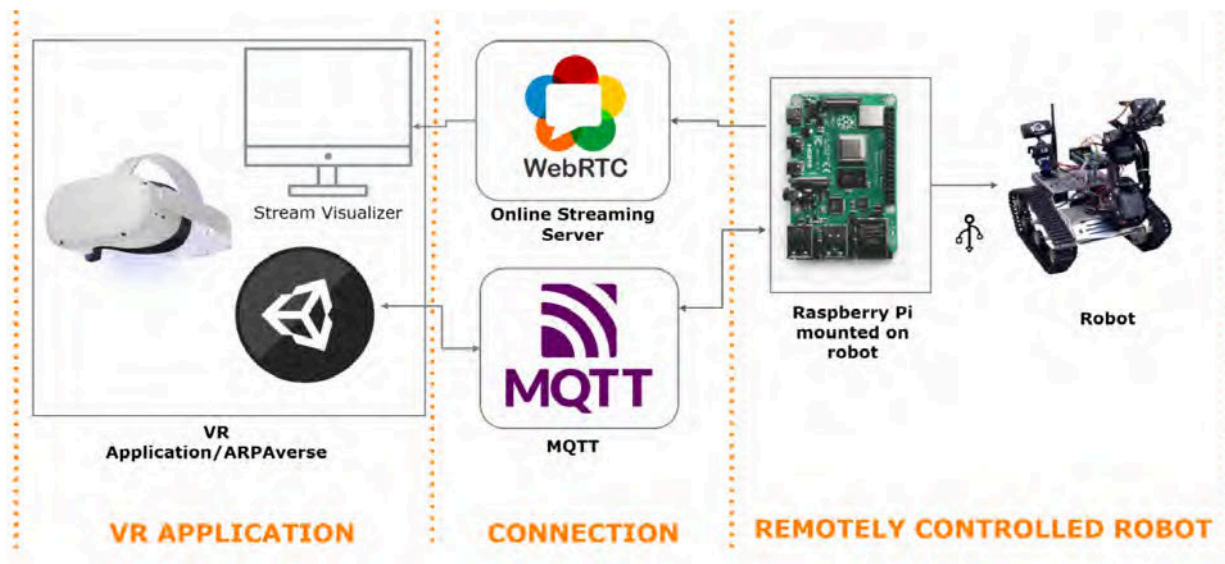 Stream Visualizer
VR
Application/ARPAverse
WebRTC
Online Streaming
Server
MQTT
MQTT
Raspberry Pi
mounted on
robot
Robot
VR APPLICATION
CONNECTION
REMOTELY CONTROLLED ROBOT